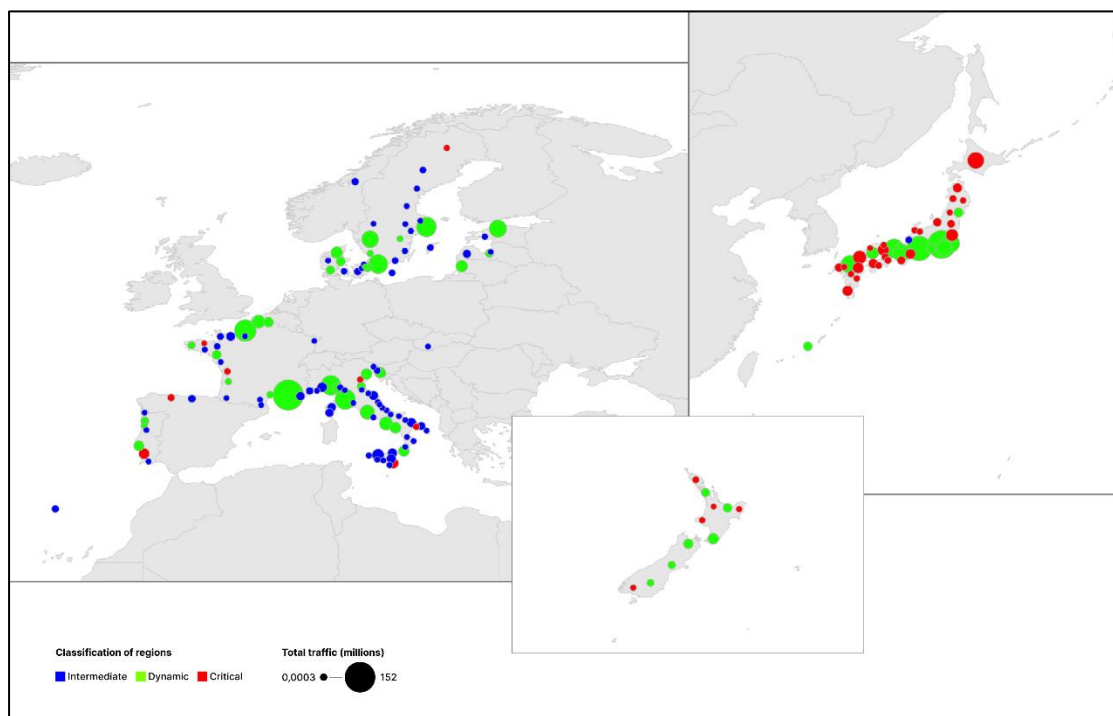 Classification of regions
Intermediate Dynamic Critical
Total traffic (millions)
0,0003 152